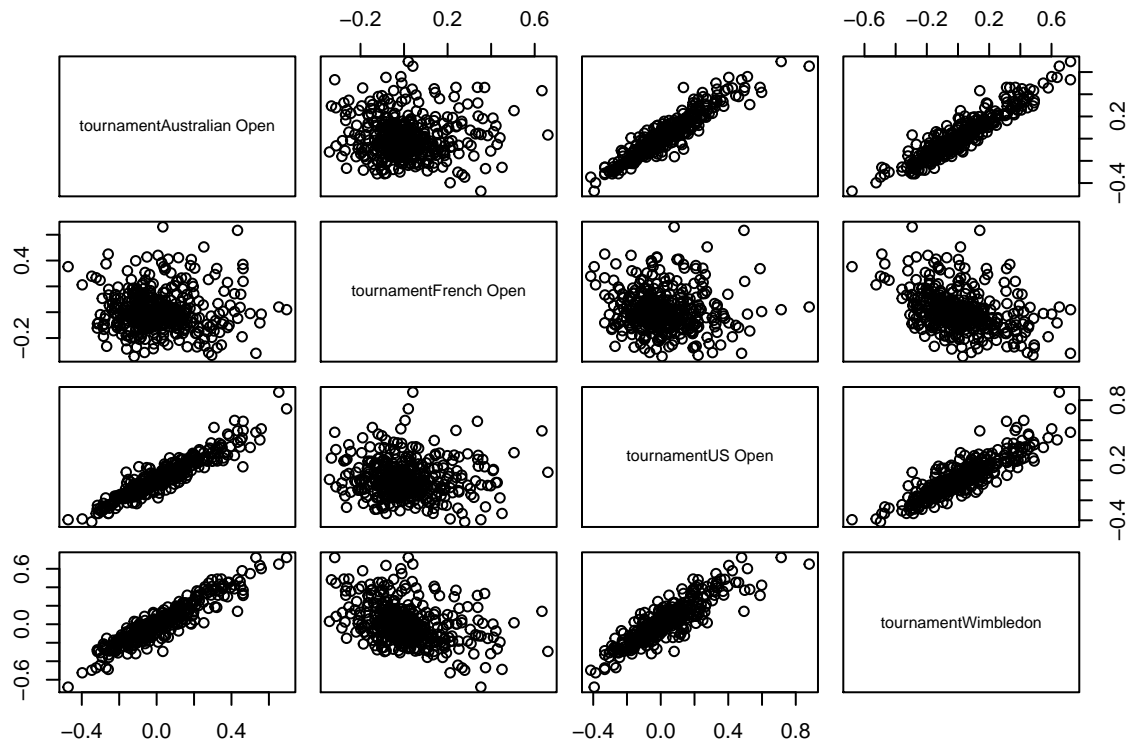 −0.2 0.2 0.6
−0.6 −0.2 0.2 0.6
tournamentAustralian Open
−0.4 0.2
−0.2 0.4
tournamentFrench Open
tournamentUS Open
−0.4 0.2 0.8
−0.6 0.0 0.6
tournamentWimbledon
−0.4 0.0 0.4
−0.4 0.0 0.4 0.8